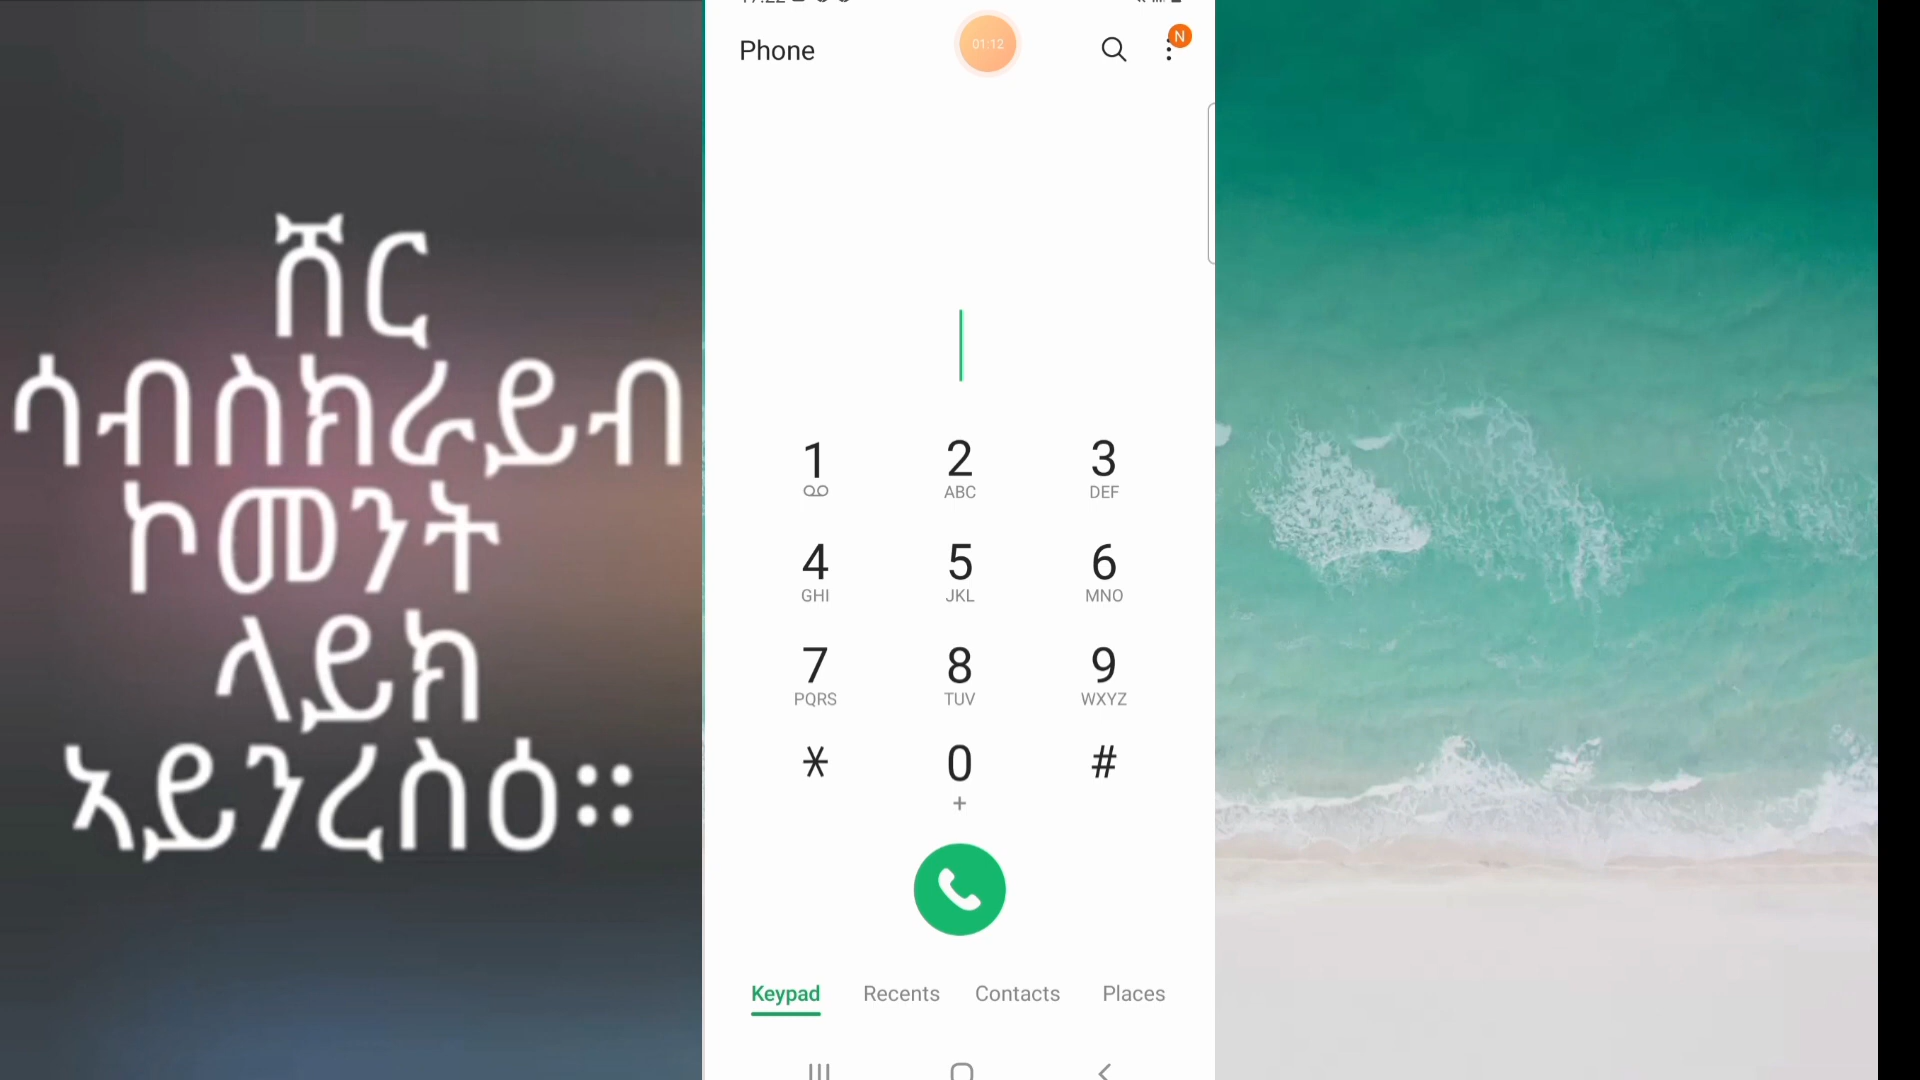 ሸር
ሳብስክራይብ
ኮመንት
ላይክ
ኣይንረስዕ።
Phone
01:12
N
1
2
ABC
3
DEF
4
GHI
5
JKL
6
MNO
7
PQRS
8
TUV
9
WXYZ
*
0
+
#
Keypad
Recents
Contacts
Places